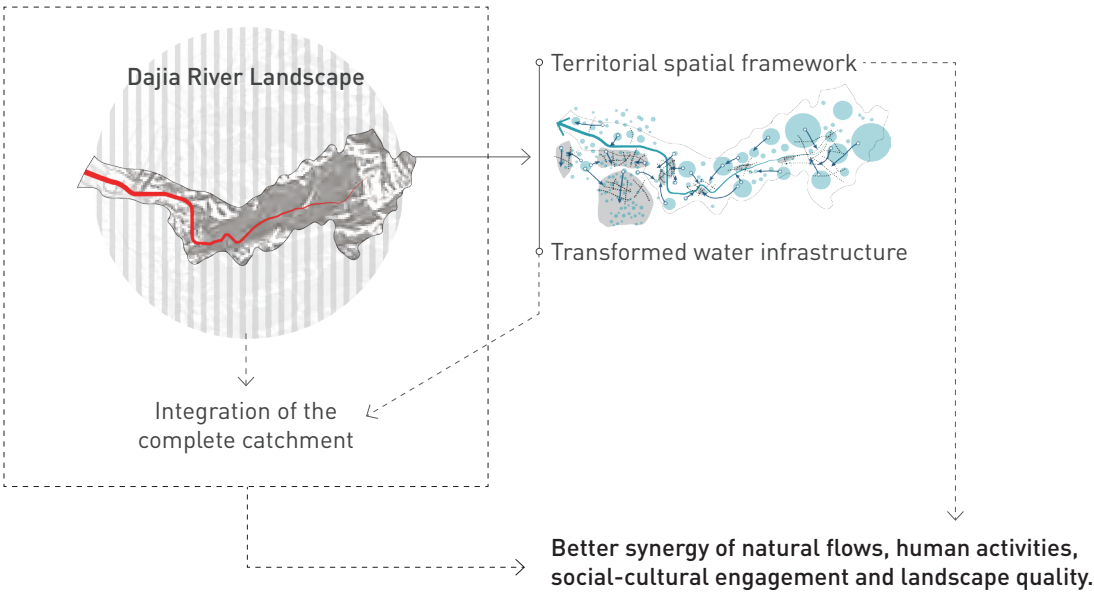 Dajia River Landscape
Territorial spatial framework
Transformed water infrastructure
Integration of the
complete catchment
Better synergy of natural flows, human activities,
social-cultural engagement and landscape quality.